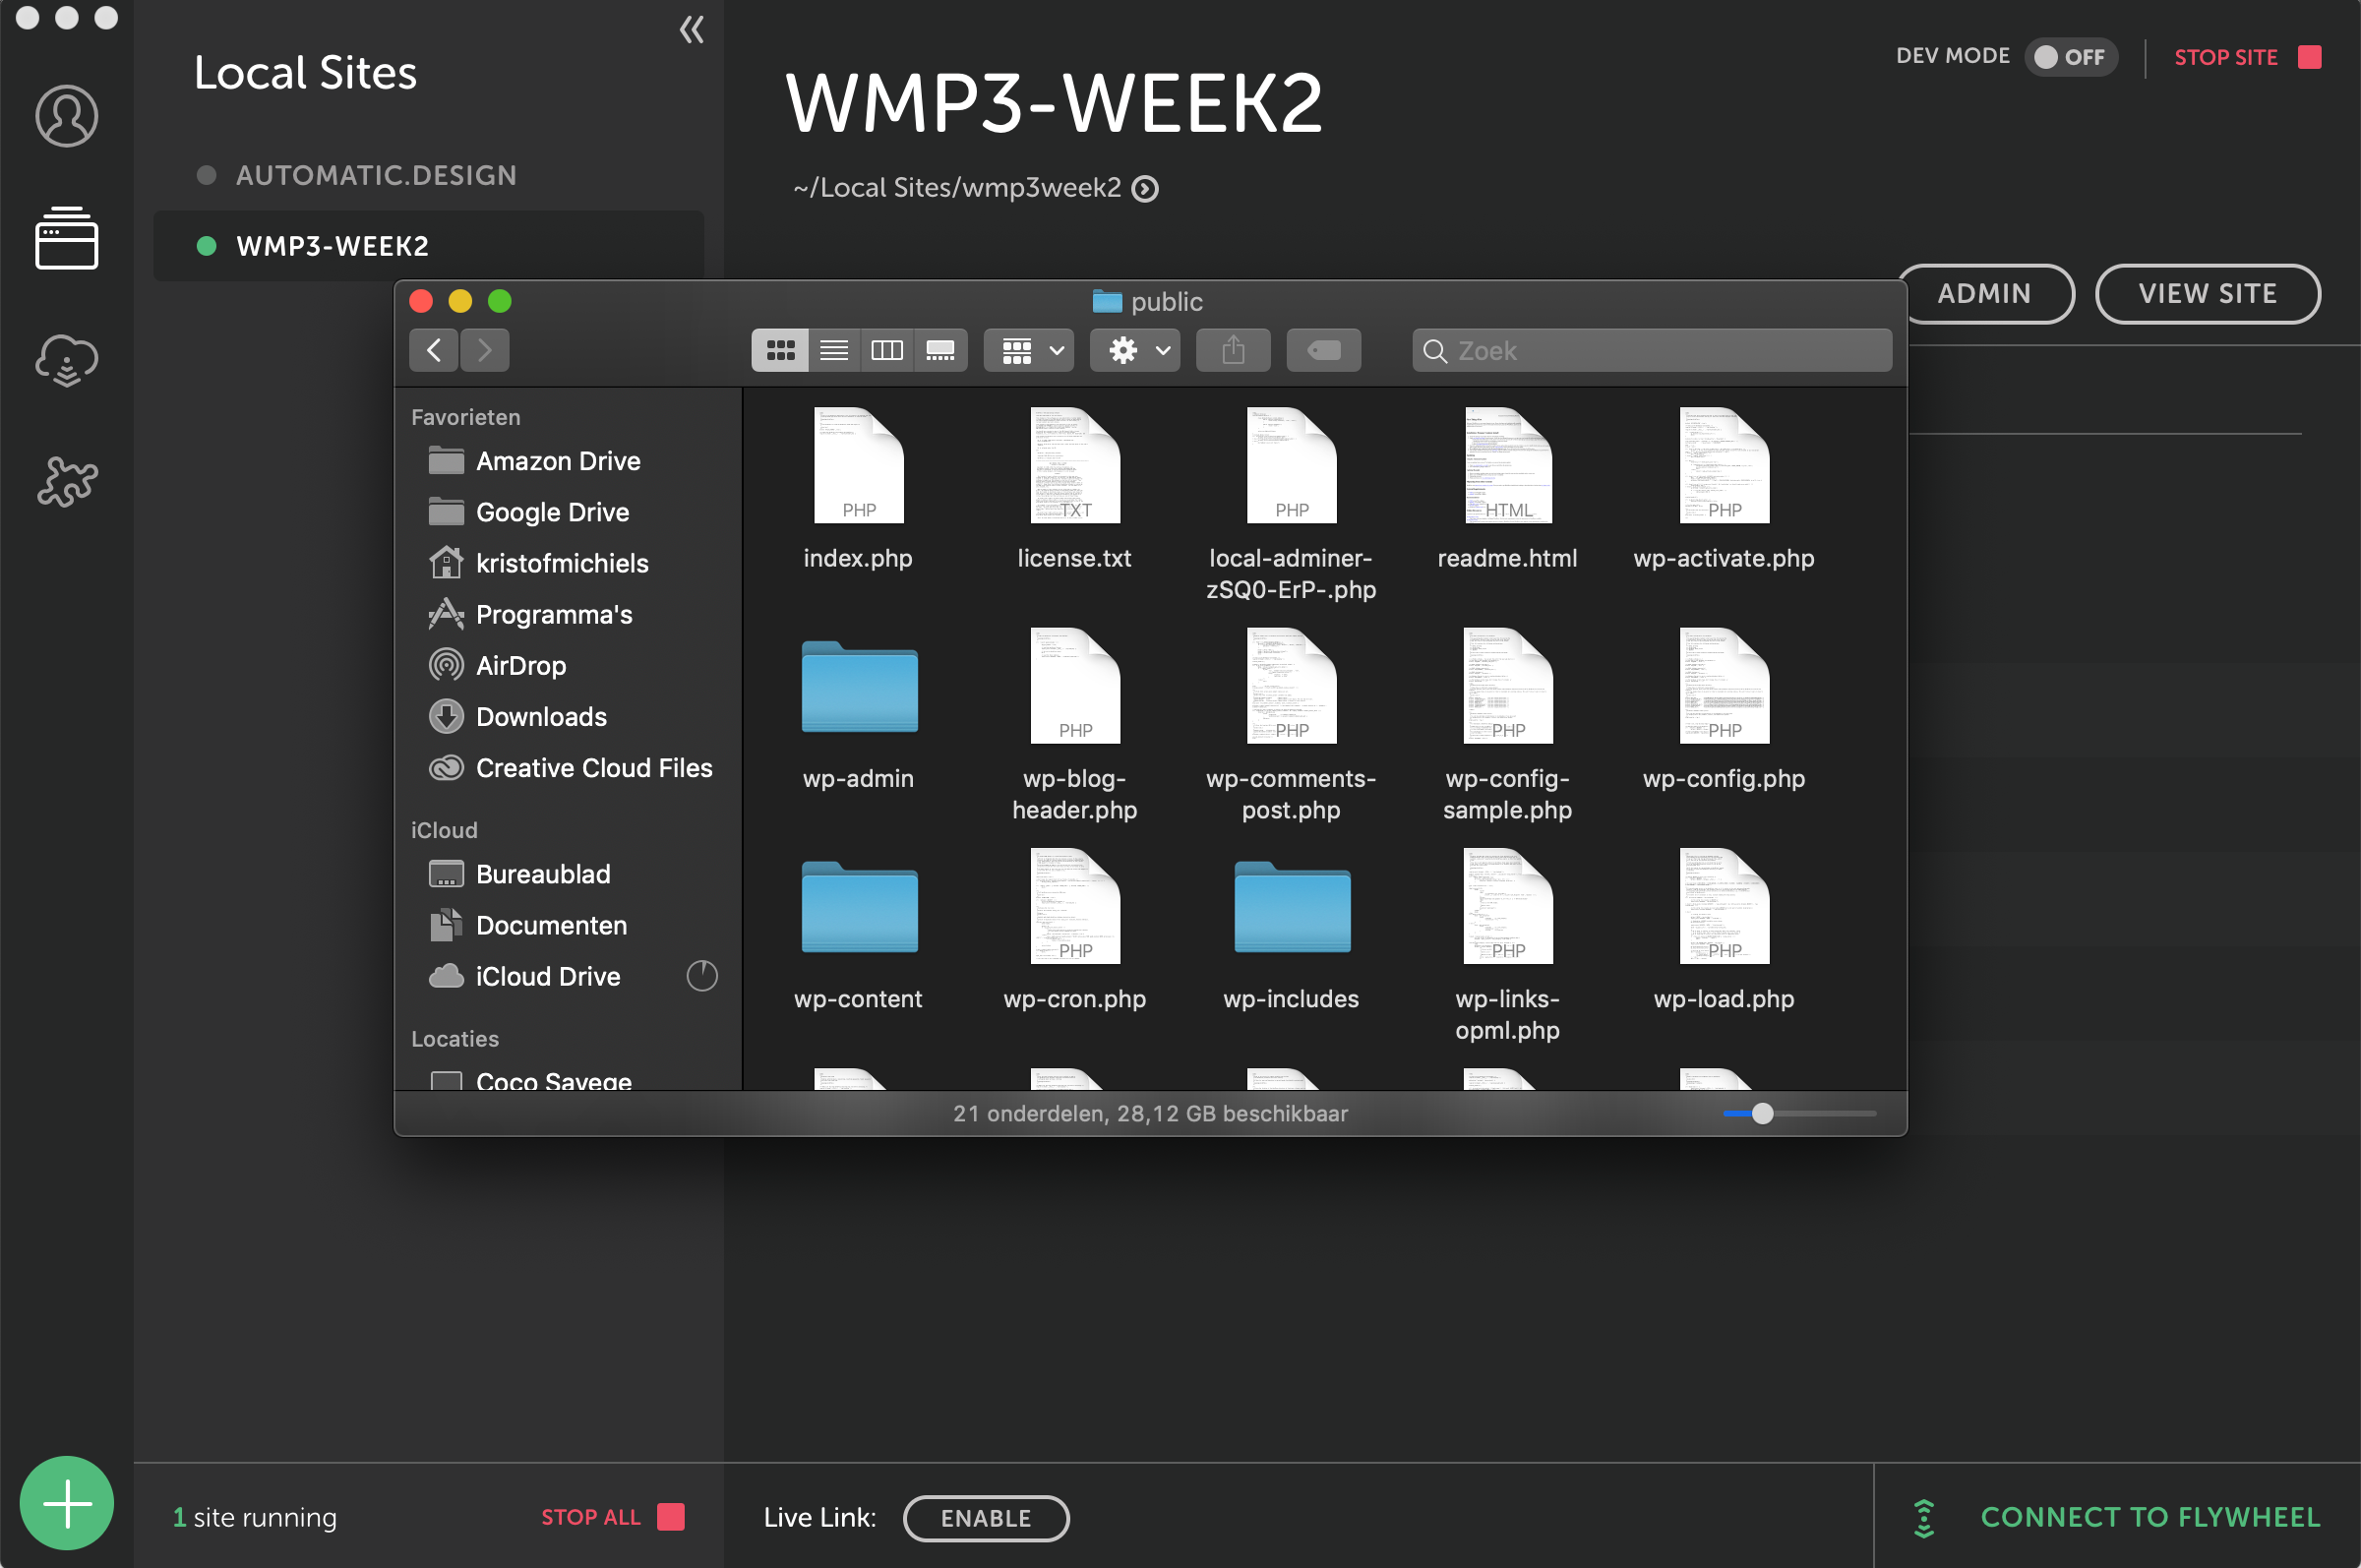 Local Sites
AUTOMATIC.DESIGN
WMP3-WEEK2
WMP3-WEEK2
~/Local Sites/wmp3week2
DEV MODE
OFF
STOP SITE
ADMIN
VIEW SITE
public
Zoek
Favorieten
Amazon Drive
Google Drive
kristofmichiels
Programma's
AirDrop
Downloads
Creative Cloud Files
iCloud
Bureaublad
Documenten
iCloud Drive
Locaties
Coco Savege
PHP
TXT
PHP
HTML
PHP
index.php
license.txt
local-adminer-
zSQ0-ErP-.php
readme.html
wp-activate.php
PHP
PHP
PHP
PHP
wp-admin
wp-blog-
header.php
wp-comments-
post.php
wp-config-
sample.php
wp-config.php
PHP
PHP
PHP
wp-content
wp-cron.php
wp-includes
wp-links-
opml.php
wp-load.php
21 onderdelen, 28,12 GB beschikbaar
1 site running
STOP ALL
Live Link:
ENABLE
CONNECT TO FLYWHEEL